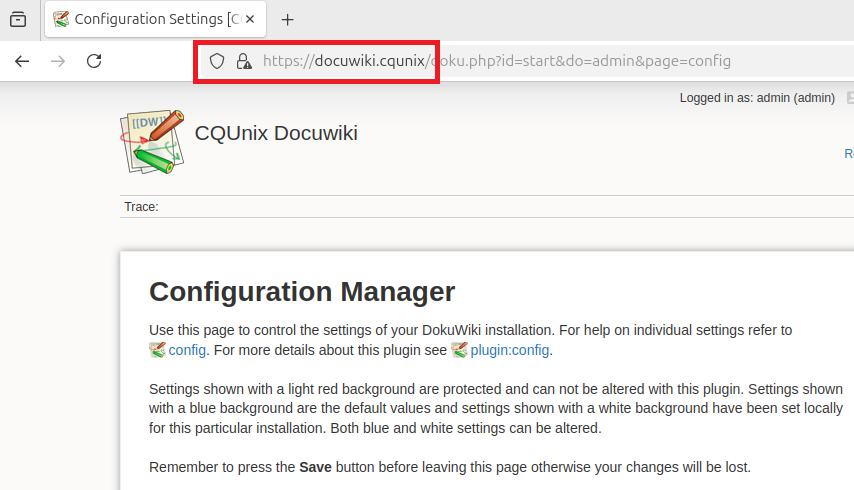 Configuration Settings [C
https://docuwiki.cqunix/doku.php?id=start&do=admin&page=config
Logged in as: admin (admin)
[[DW]]
CQUnix Docuwiki
R
Trace:
Configuration Manager
Use this page to control the settings of your DokuWiki installation. For help on individual settings refer to
config. For more details about this plugin see plugin:config.
Settings shown with a light red background are protected and can not be altered with this plugin. Settings shown
with a blue background are the default values and settings shown with a white background have been set locally
for this particular installation. Both blue and white settings can be altered.
Remember to press the Save button before leaving this page otherwise your changes will be lost.